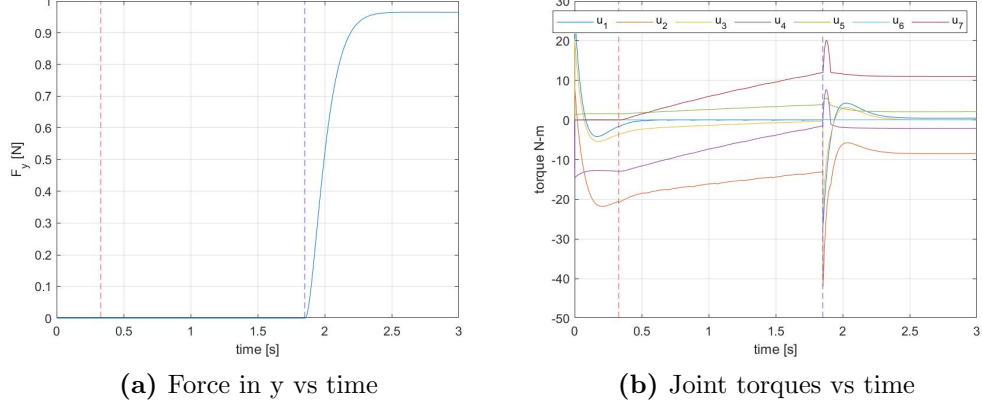 1
0.9
0.8
0.7
0.6
0.5
0.4
0.3
0.2
0.1
0
F_y [N]
0 0.5 1 1.5 2 2.5 3
time [s]
(a) Force in y vs time
u_1 u_2 u_3 u_4 u_5 u_6 u_7
30
20
10
0
-10
-20
-30
-40
-50
torque N-m
0 0.5 1 1.5 2 2.5 3
time [s]
(b) Joint torques vs time